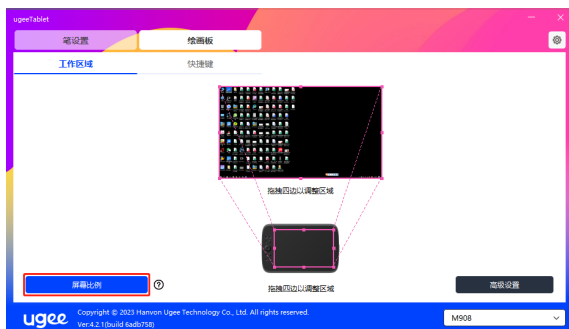 ugeeTablet
笔设置
绘画板
工作区域
快捷键
拖拽四边以调整区域
屏幕比例
拖拽四边以调整区域
高级设置
ugee
Copyright © 2023 Hanvon Ugee Technology Co., Ltd. All rights reserved.
Ver:4.2.1(build 6adb758)
M908